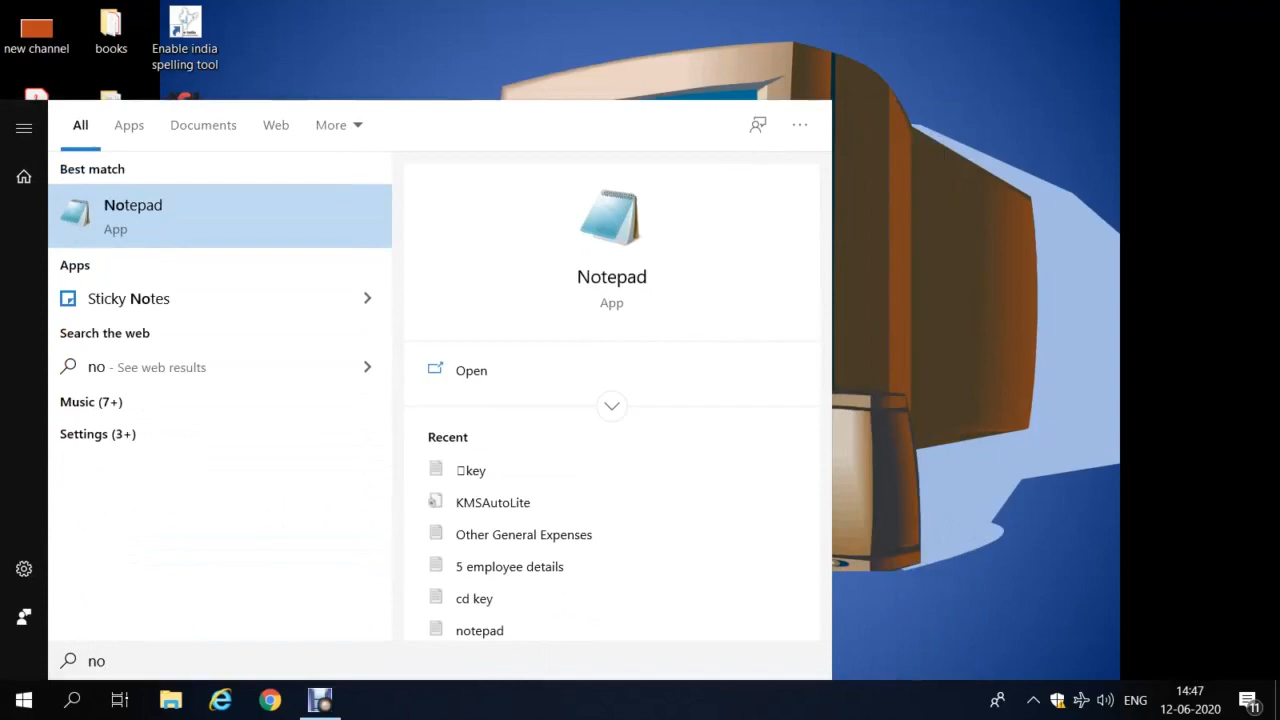 new channel
books
Enable india
spelling tool
All
Apps
Documents
Web
More
Best match
Notepad
App
Apps
Sticky Notes
Search the web
no - See web results
Music (7+)
Settings (3+)
Notepad
App
Open
Recent
key
KMSAutoLite
Other General Expenses
5 employee details
cd key
notepad
no
ENG
14:47
12-06-2020
11